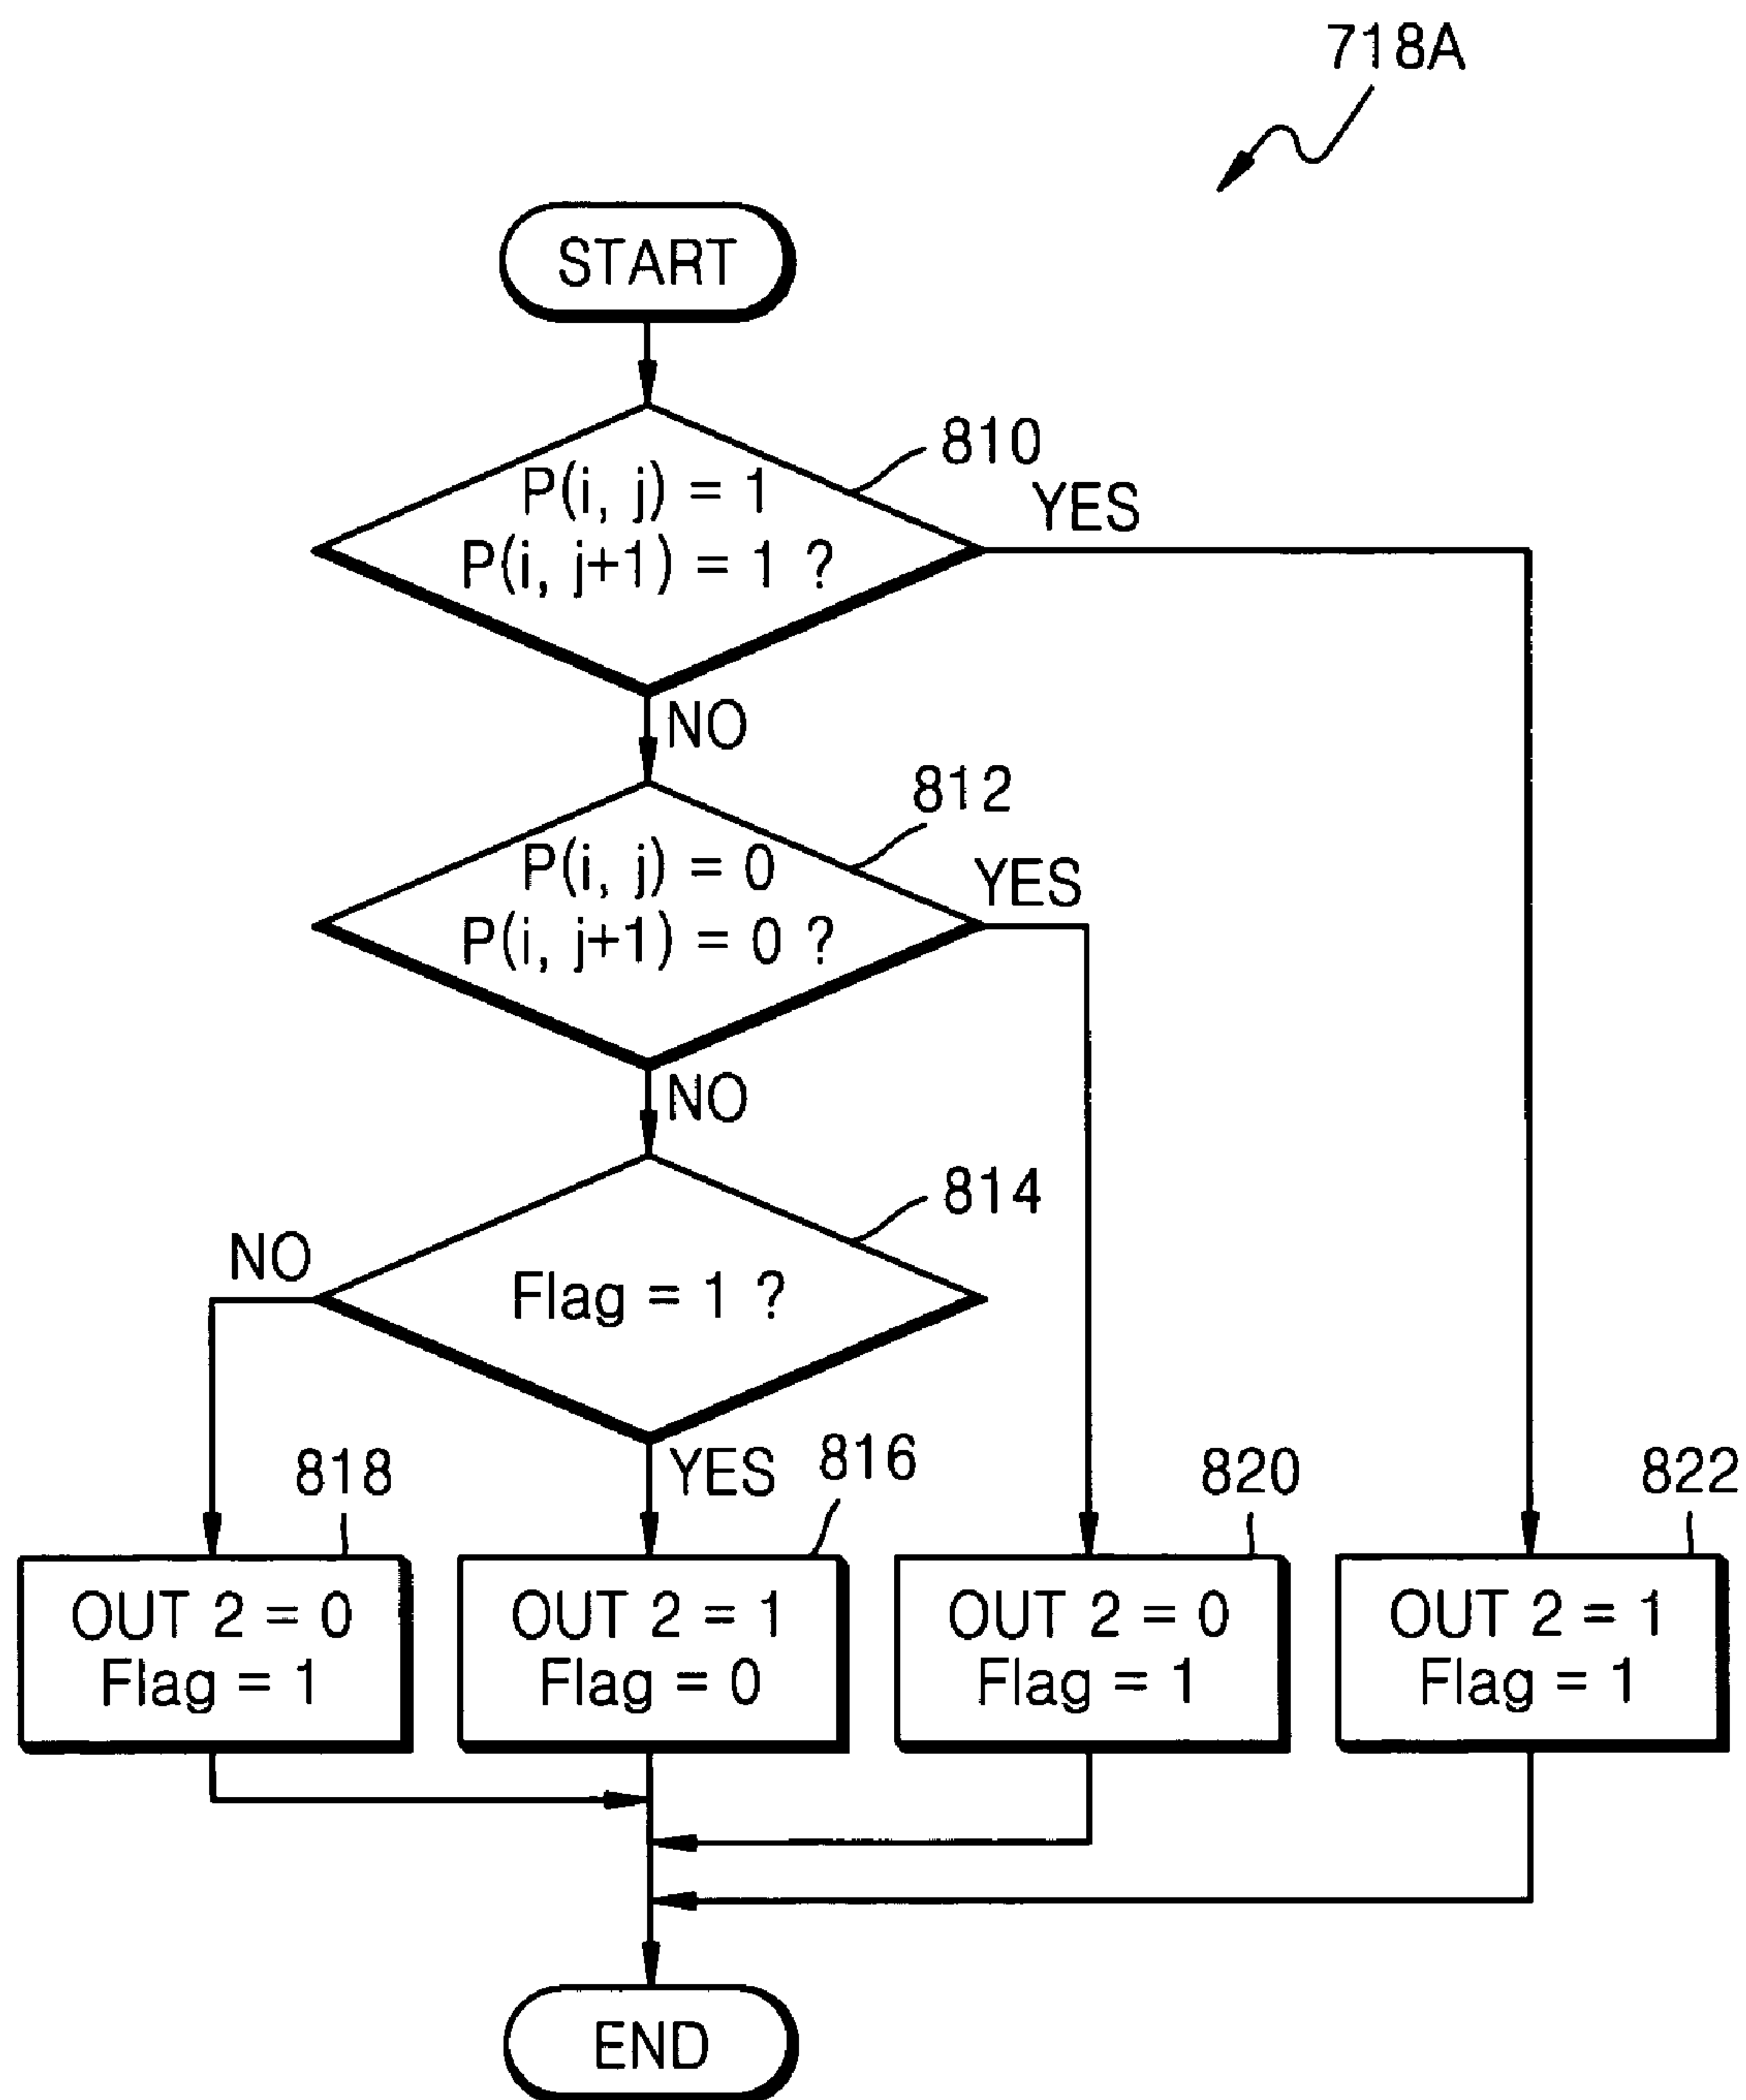 718A
START
810
P(i, j) = 1
P(i, j+1) = 1 ?
YES
NO
812
P(i, j) = 0
P(i, j+1) = 0 ?
YES
NO
814
Flag = 1 ?
NO
YES
818
816
820
822
OUT 2 = 0
Flag = 1
OUT 2 = 1
Flag = 0
OUT 2 = 0
Flag = 1
OUT 2 = 1
Flag = 1
END